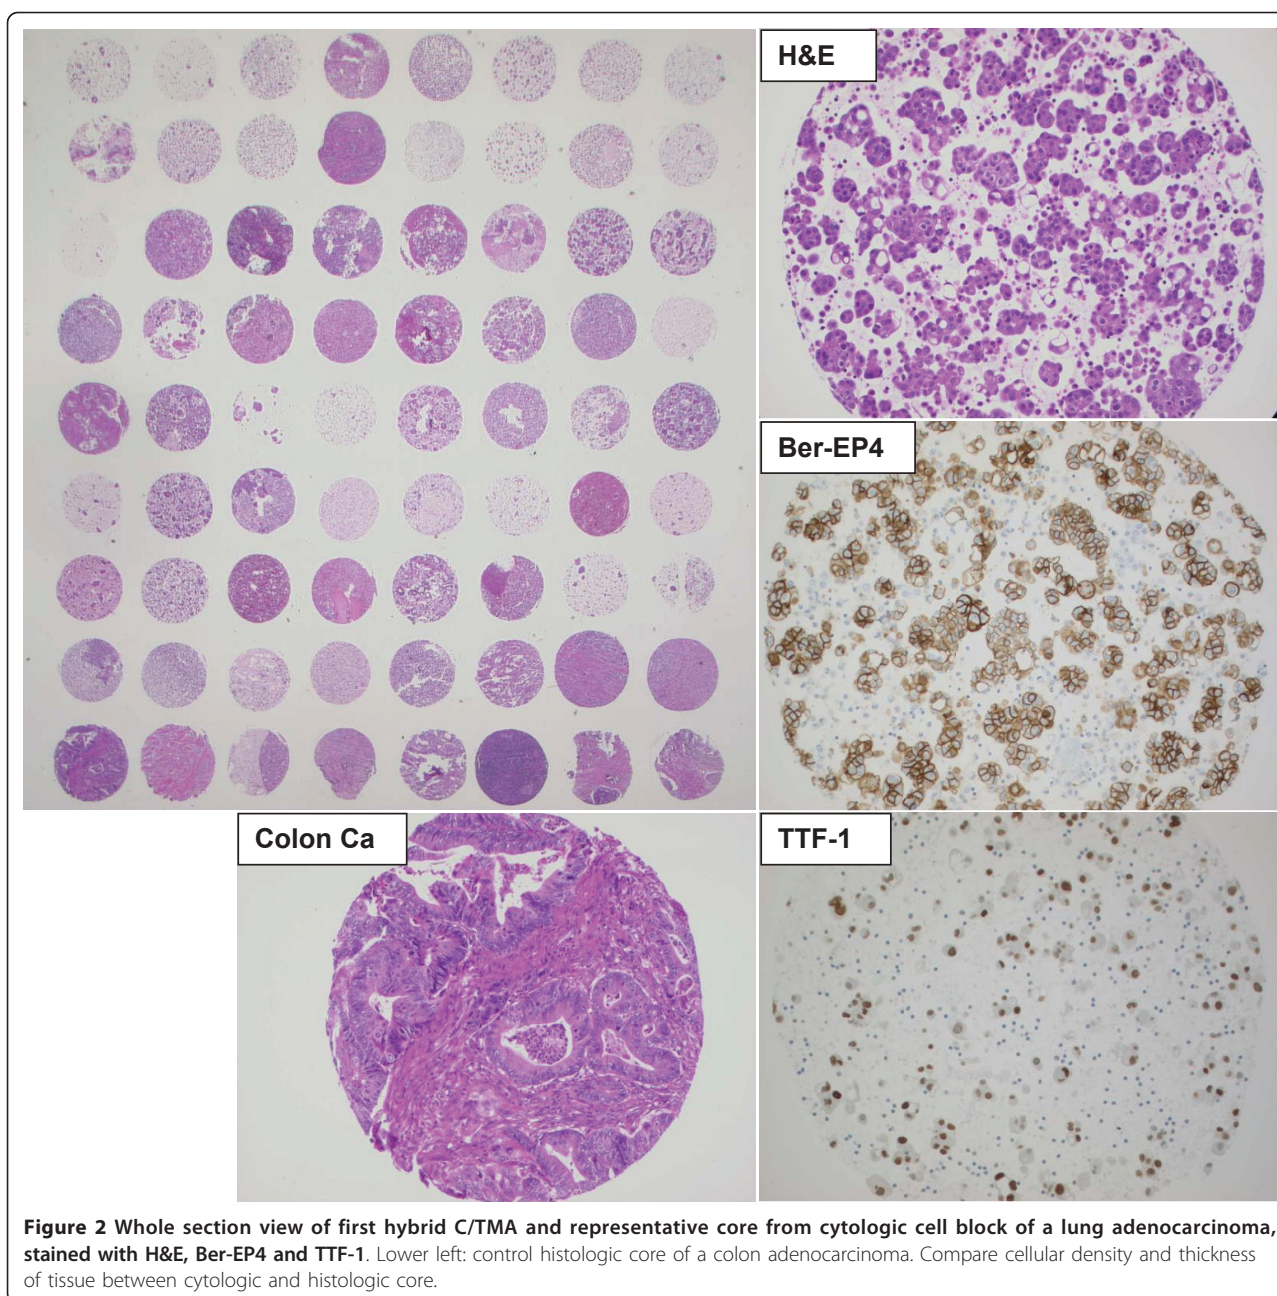 H&E
Ber-EP4
Colon Ca
TTF-1
Figure 2 Whole section view of first hybrid C/TMA and representative core from cytologic cell block of a lung adenocarcinoma,
stained with H&E, Ber-EP4 and TTF-1. Lower left: control histologic core of a colon adenocarcinoma. Compare cellular density and thickness
of tissue between cytologic and histologic core.